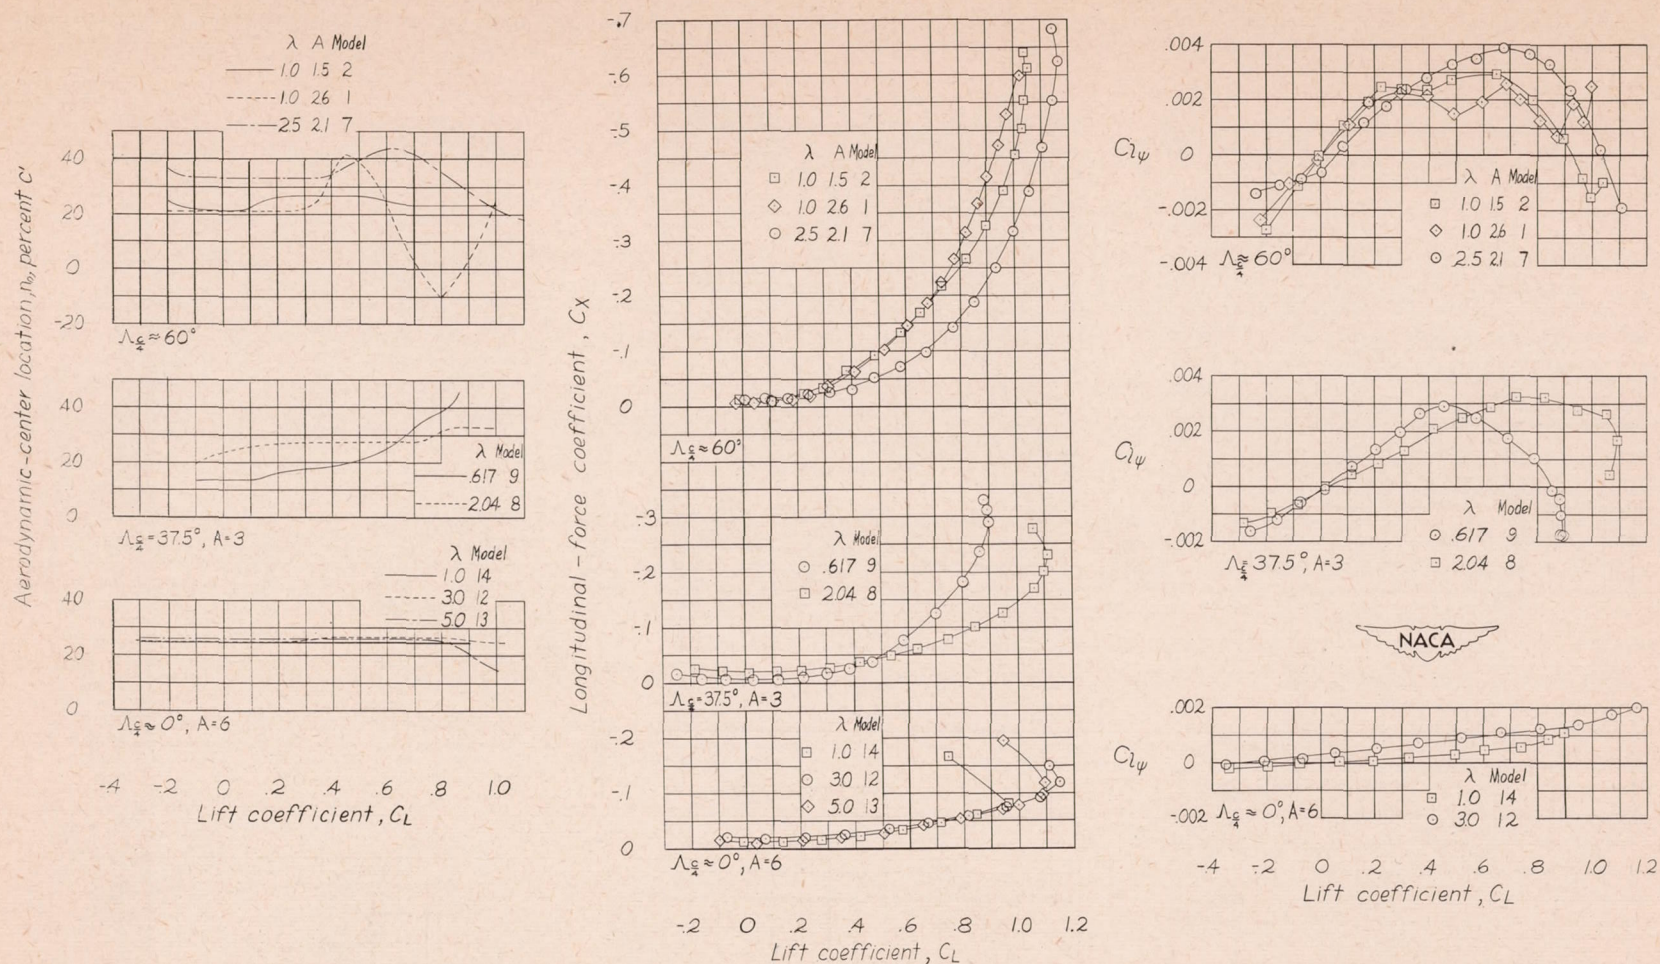 λ A Model
1.0 1.5 2
1.0 2.6 1
2.5 2.1 7
Aerodynamic-center location, n₀, percent C'
40
20
0
-20
Λc/4 ≈ 60°
40
20
0
λ Model
.617 9
2.04 8
Λc/4 = 37.5°, A=3
λ Model
1.0 14
3.0 12
5.0 13
40
20
0
Λc/4 ≈ 0°, A=6
-.4 -.2 0 .2 .4 .6 .8 1.0
Lift coefficient, CL
Longitudinal-force coefficient, Cx
-.7
-.6
-.5
-.4
-.3
-.2
-.1
0
λ A Model
1.0 1.5 2
1.0 2.6 1
2.5 2.1 7
Λc/4 ≈ 60°
-.3
-.2
-.1
0
λ Model
.617 9
2.04 8
Λc/4 = 37.5°, A=3
-.2
-.1
0
λ Model
1.0 14
3.0 12
5.0 13
Λc/4 ≈ 0°, A=6
-.2 0 .2 .4 .6 .8 1.0 1.2
Lift coefficient, CL
Clψ
.004
.002
0
-.002
-.004
λ A Model
1.0 1.5 2
1.0 2.6 1
2.5 2.1 7
Λc/4 ≈ 60°
Clψ
.004
.002
0
-.002
λ Model
.617 9
2.04 8
Λc/4 = 37.5°, A=3
NACA
Clψ
.002
0
-.002
λ Model
1.0 14
3.0 12
Λc/4 ≈ 0°, A=6
-.4 -.2 0 .2 .4 .6 .8 1.0 1.2
Lift coefficient, CL